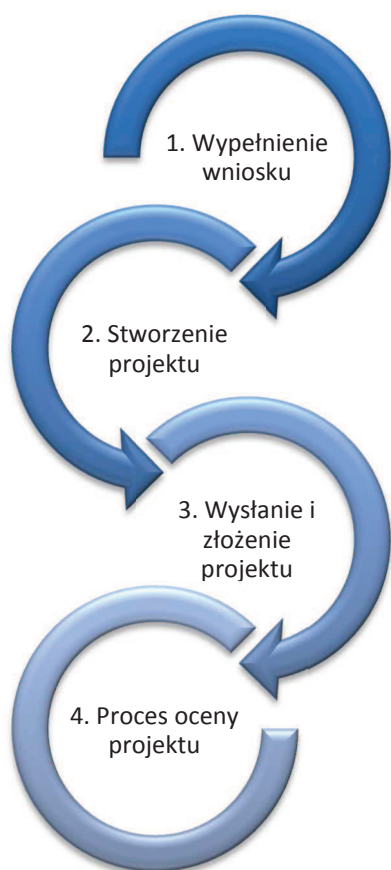 1. Wypełnienie
wniosku
2. Stworzenie
projektu
3. Wysłanie i
złożenie
projektu
4. Proces oceny
projektu